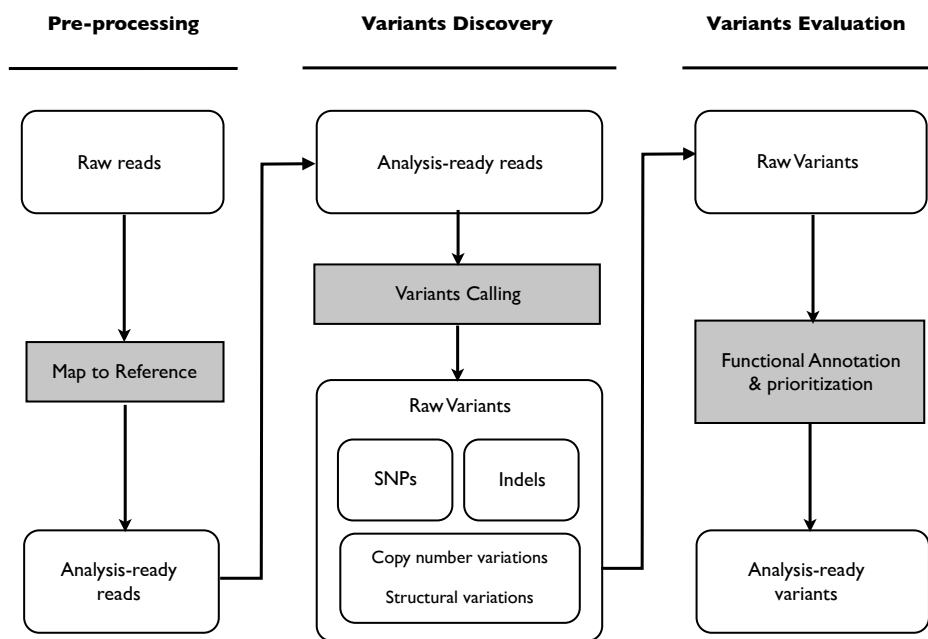 Pre-processing
Raw reads
Map to Reference
Analysis-ready
reads
Variants Discovery
Analysis-ready reads
Variants Calling
Raw Variants
SNPs
Indels
Copy number variations
Structural variations
Variants Evaluation
Raw Variants
Functional Annotation
& prioritization
Analysis-ready
variants